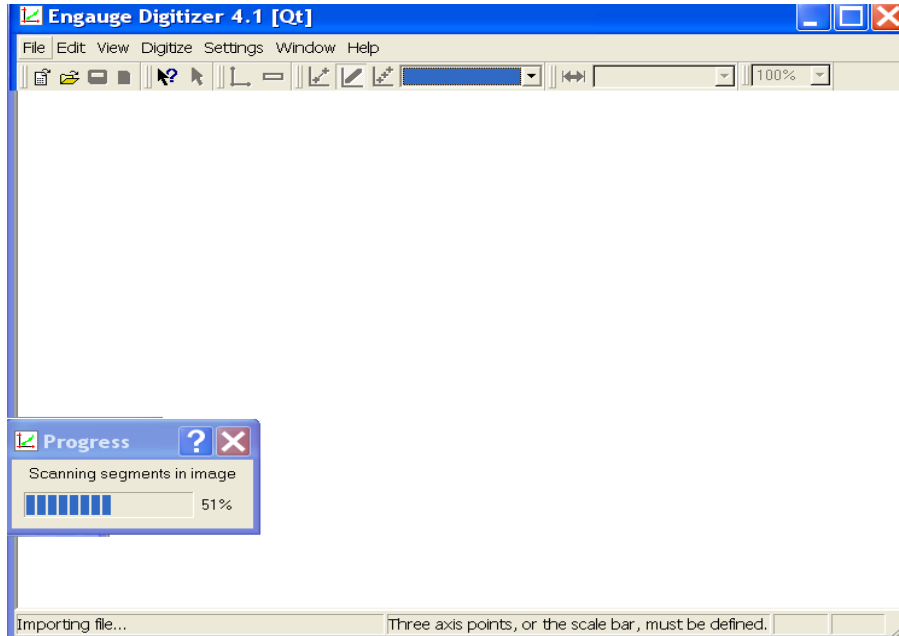 Engauge Digitizer 4.1 [Qt]
File Edit View Digitize Settings Window Help
100%
Progress
Scanning segments in image
51%
Importing file... Three axis points, or the scale bar, must be defined.